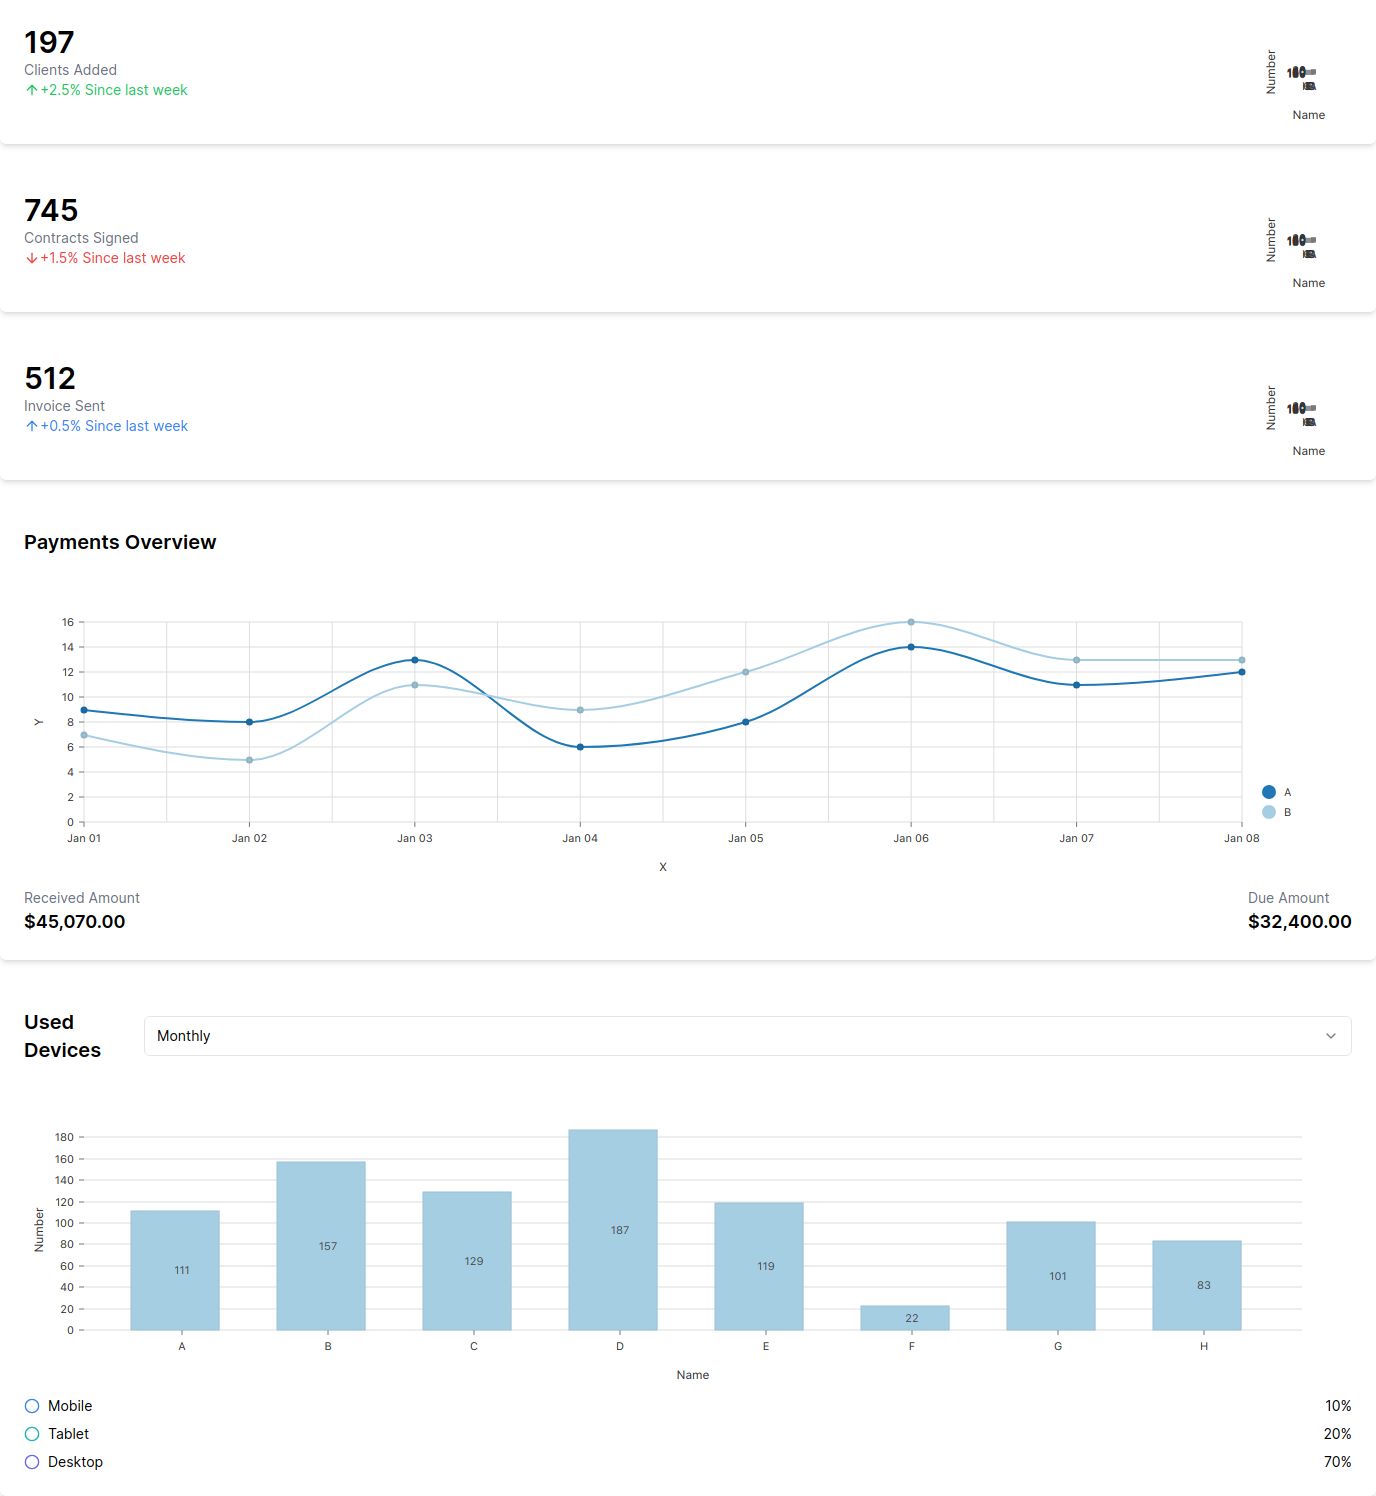 197
Clients Added
+2.5% Since last week
Number
Name
745
Contracts Signed
+1.5% Since last week
Number
Name
512
Invoice Sent
+0.5% Since last week
Number
Name
Payments Overview
16
14
12
10
8
6
4
2
0
Y
Jan 01 Jan 02 Jan 03 Jan 04 Jan 05 Jan 06 Jan 07 Jan 08
X
A
B
Received Amount
$45,070.00
Due Amount
$32,400.00
Used
Devices
Monthly
180
160
140
120
100
80
60
40
20
0
Number
111 157 129 187 119 22 101 83
A B C D E F G H
Name
Mobile 10%
Tablet 20%
Desktop 70%